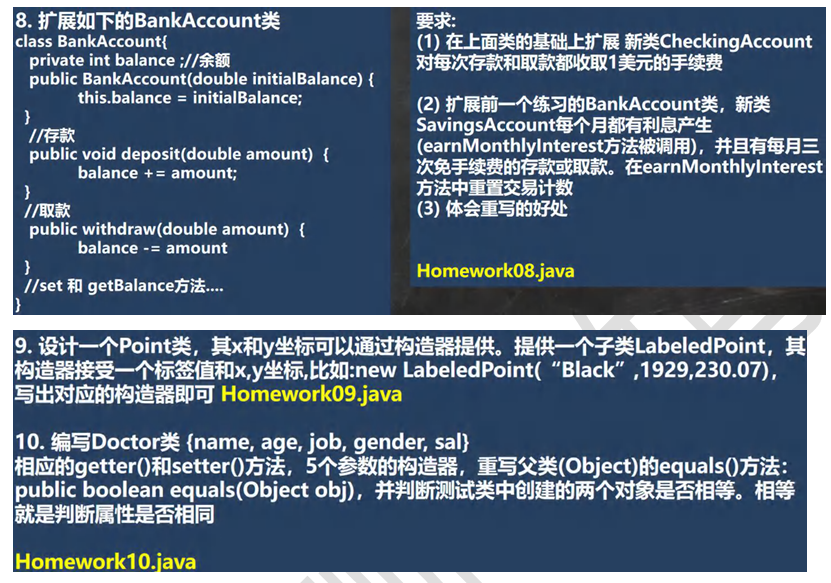 8. 扩展如下的BankAccount类
class BankAccount{
private int balance ;//余额
public BankAccount(double initialBalance) {
this.balance = initialBalance;
}
//存款
public void deposit(double amount) {
balance += amount;
}
//取款
public withdraw(double amount) {
balance -= amount
}
//set 和 getBalance方法....
}
要求:
(1) 在上面类的基础上扩展 新类CheckingAccount
对每次存款和取款都收取1美元的手续费
(2) 扩展前一个练习的BankAccount类，新类
SavingsAccount每个月都有利息产生
(earnMonthlyInterest方法被调用)，并且有每月三
次免手续费的存款或取款。在earnMonthlyInterest
方法中重置交易计数
(3) 体会重写的好处
Homework08.java
9. 设计一个Point类，其x和y坐标可以通过构造器提供。提供一个子类LabeledPoint，其
构造器接受一个标签值和x,y坐标,比如:new LabeledPoint(“Black”,1929,230.07)，
写出对应的构造器即可 Homework09.java
10. 编写Doctor类 {name, age, job, gender, sal}
相应的getter()和setter()方法，5个参数的构造器，重写父类(Object)的equals()方法：
public boolean equals(Object obj)，并判断测试类中创建的两个对象是否相等。相等
就是判断属性是否相同
Homework10.java